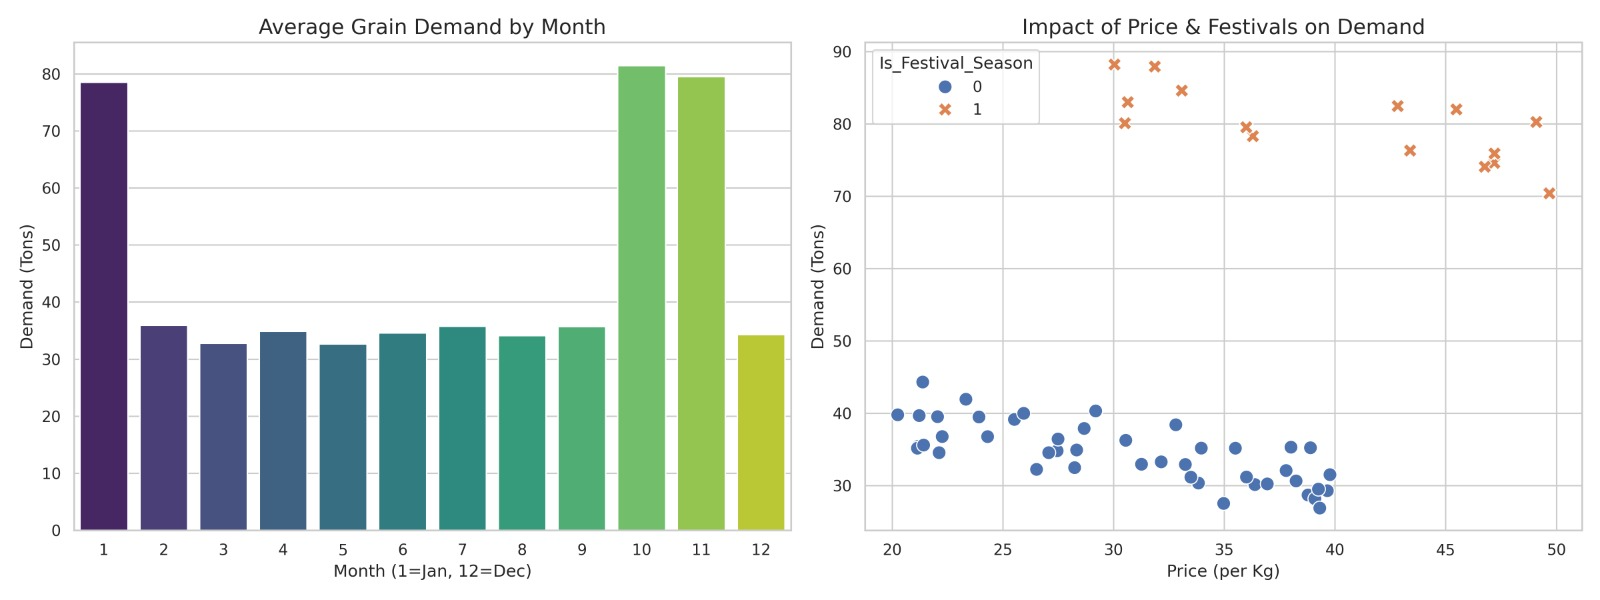 Average Grain Demand by Month
Demand (Tons)
80
70
60
50
40
30
20
10
0
1 2 3 4 5 6 7 8 9 10 11 12
Month (1=Jan, 12=Dec)
Impact of Price & Festivals on Demand
Is_Festival_Season
0
1
Demand (Tons)
90
80
70
60
50
40
30
20 25 30 35 40 45 50
Price (per Kg)